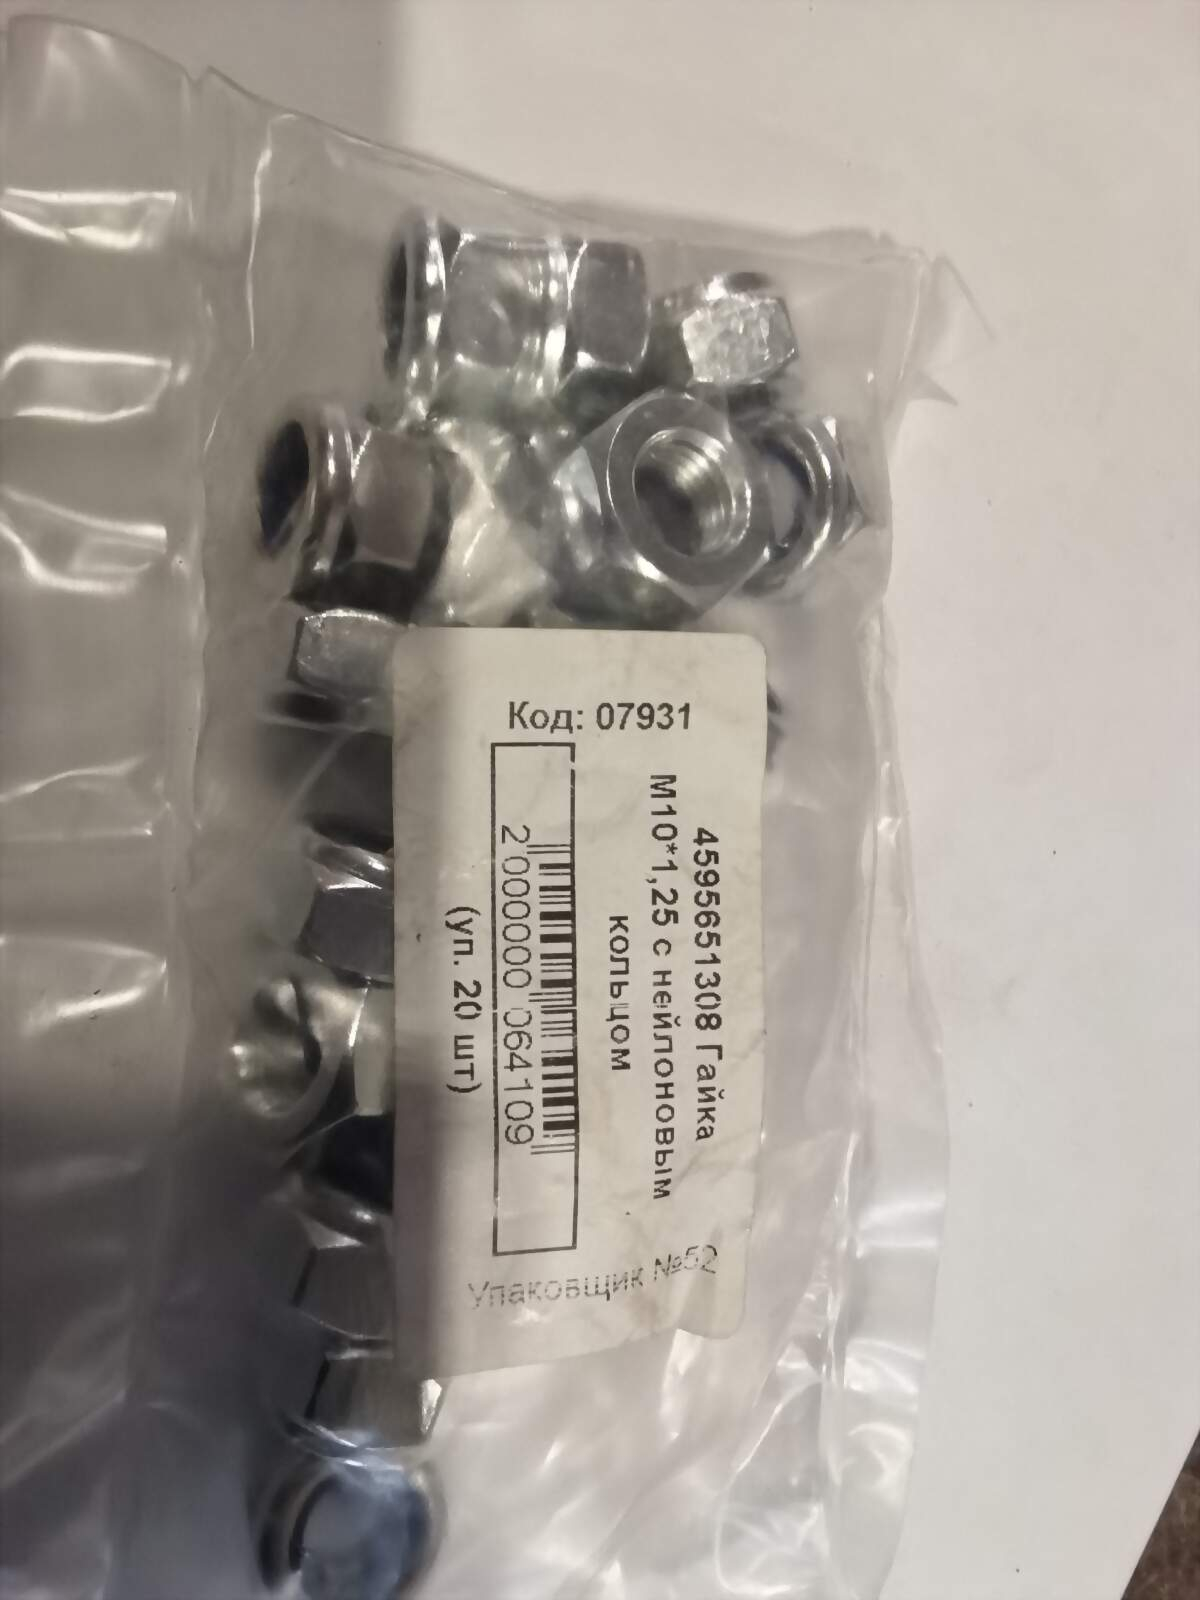 Код: 07931
4595651308 Гайка
М10*1,25 с нейлоновым
кольцом
2 000000 064109
(уп. 20 шт)
Упаковщик №52